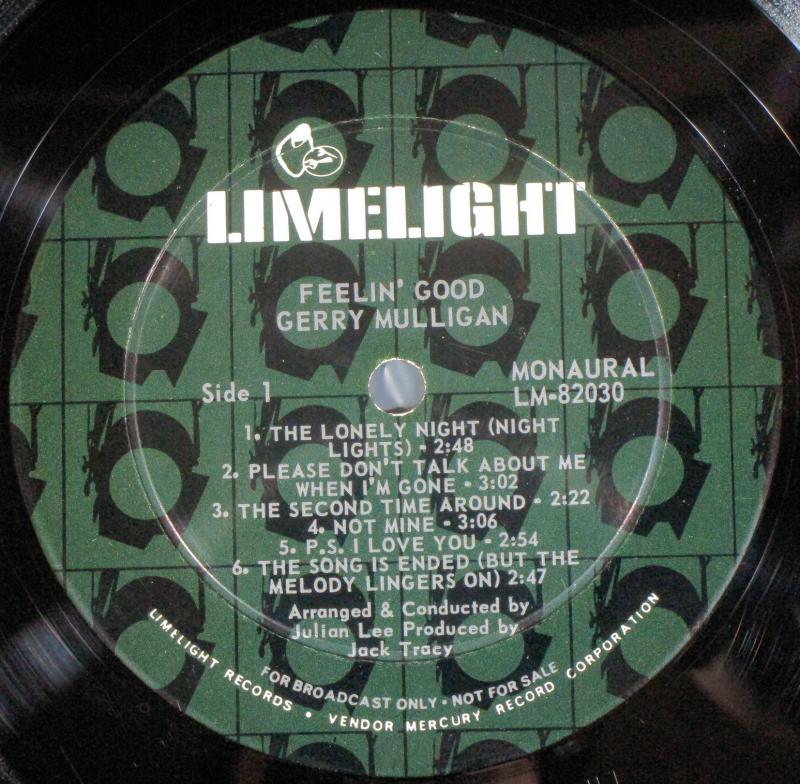 LIMELIGHT
FEELIN' GOOD
GERRY MULLIGAN
MONAURAL
Side 1 LM-82030
1. THE LONELY NIGHT (NIGHT
LIGHTS) • 2:48
2. PLEASE DON'T TALK ABOUT ME
WHEN I'M GONE • 3:02
3. THE SECOND TIME AROUND • 2:22
4. NOT MINE • 3:06
5. P.S. I LOVE YOU • 2:54
6. THE SONG IS ENDED (BUT THE
MELODY LINGERS ON) 2:47
Arranged & Conducted by
Julian Lee Produced by
Jack Tracy
FOR BROADCAST ONLY • NOT FOR SALE
LIMELIGHT RECORDS • VENDOR MERCURY RECORD CORPORATION